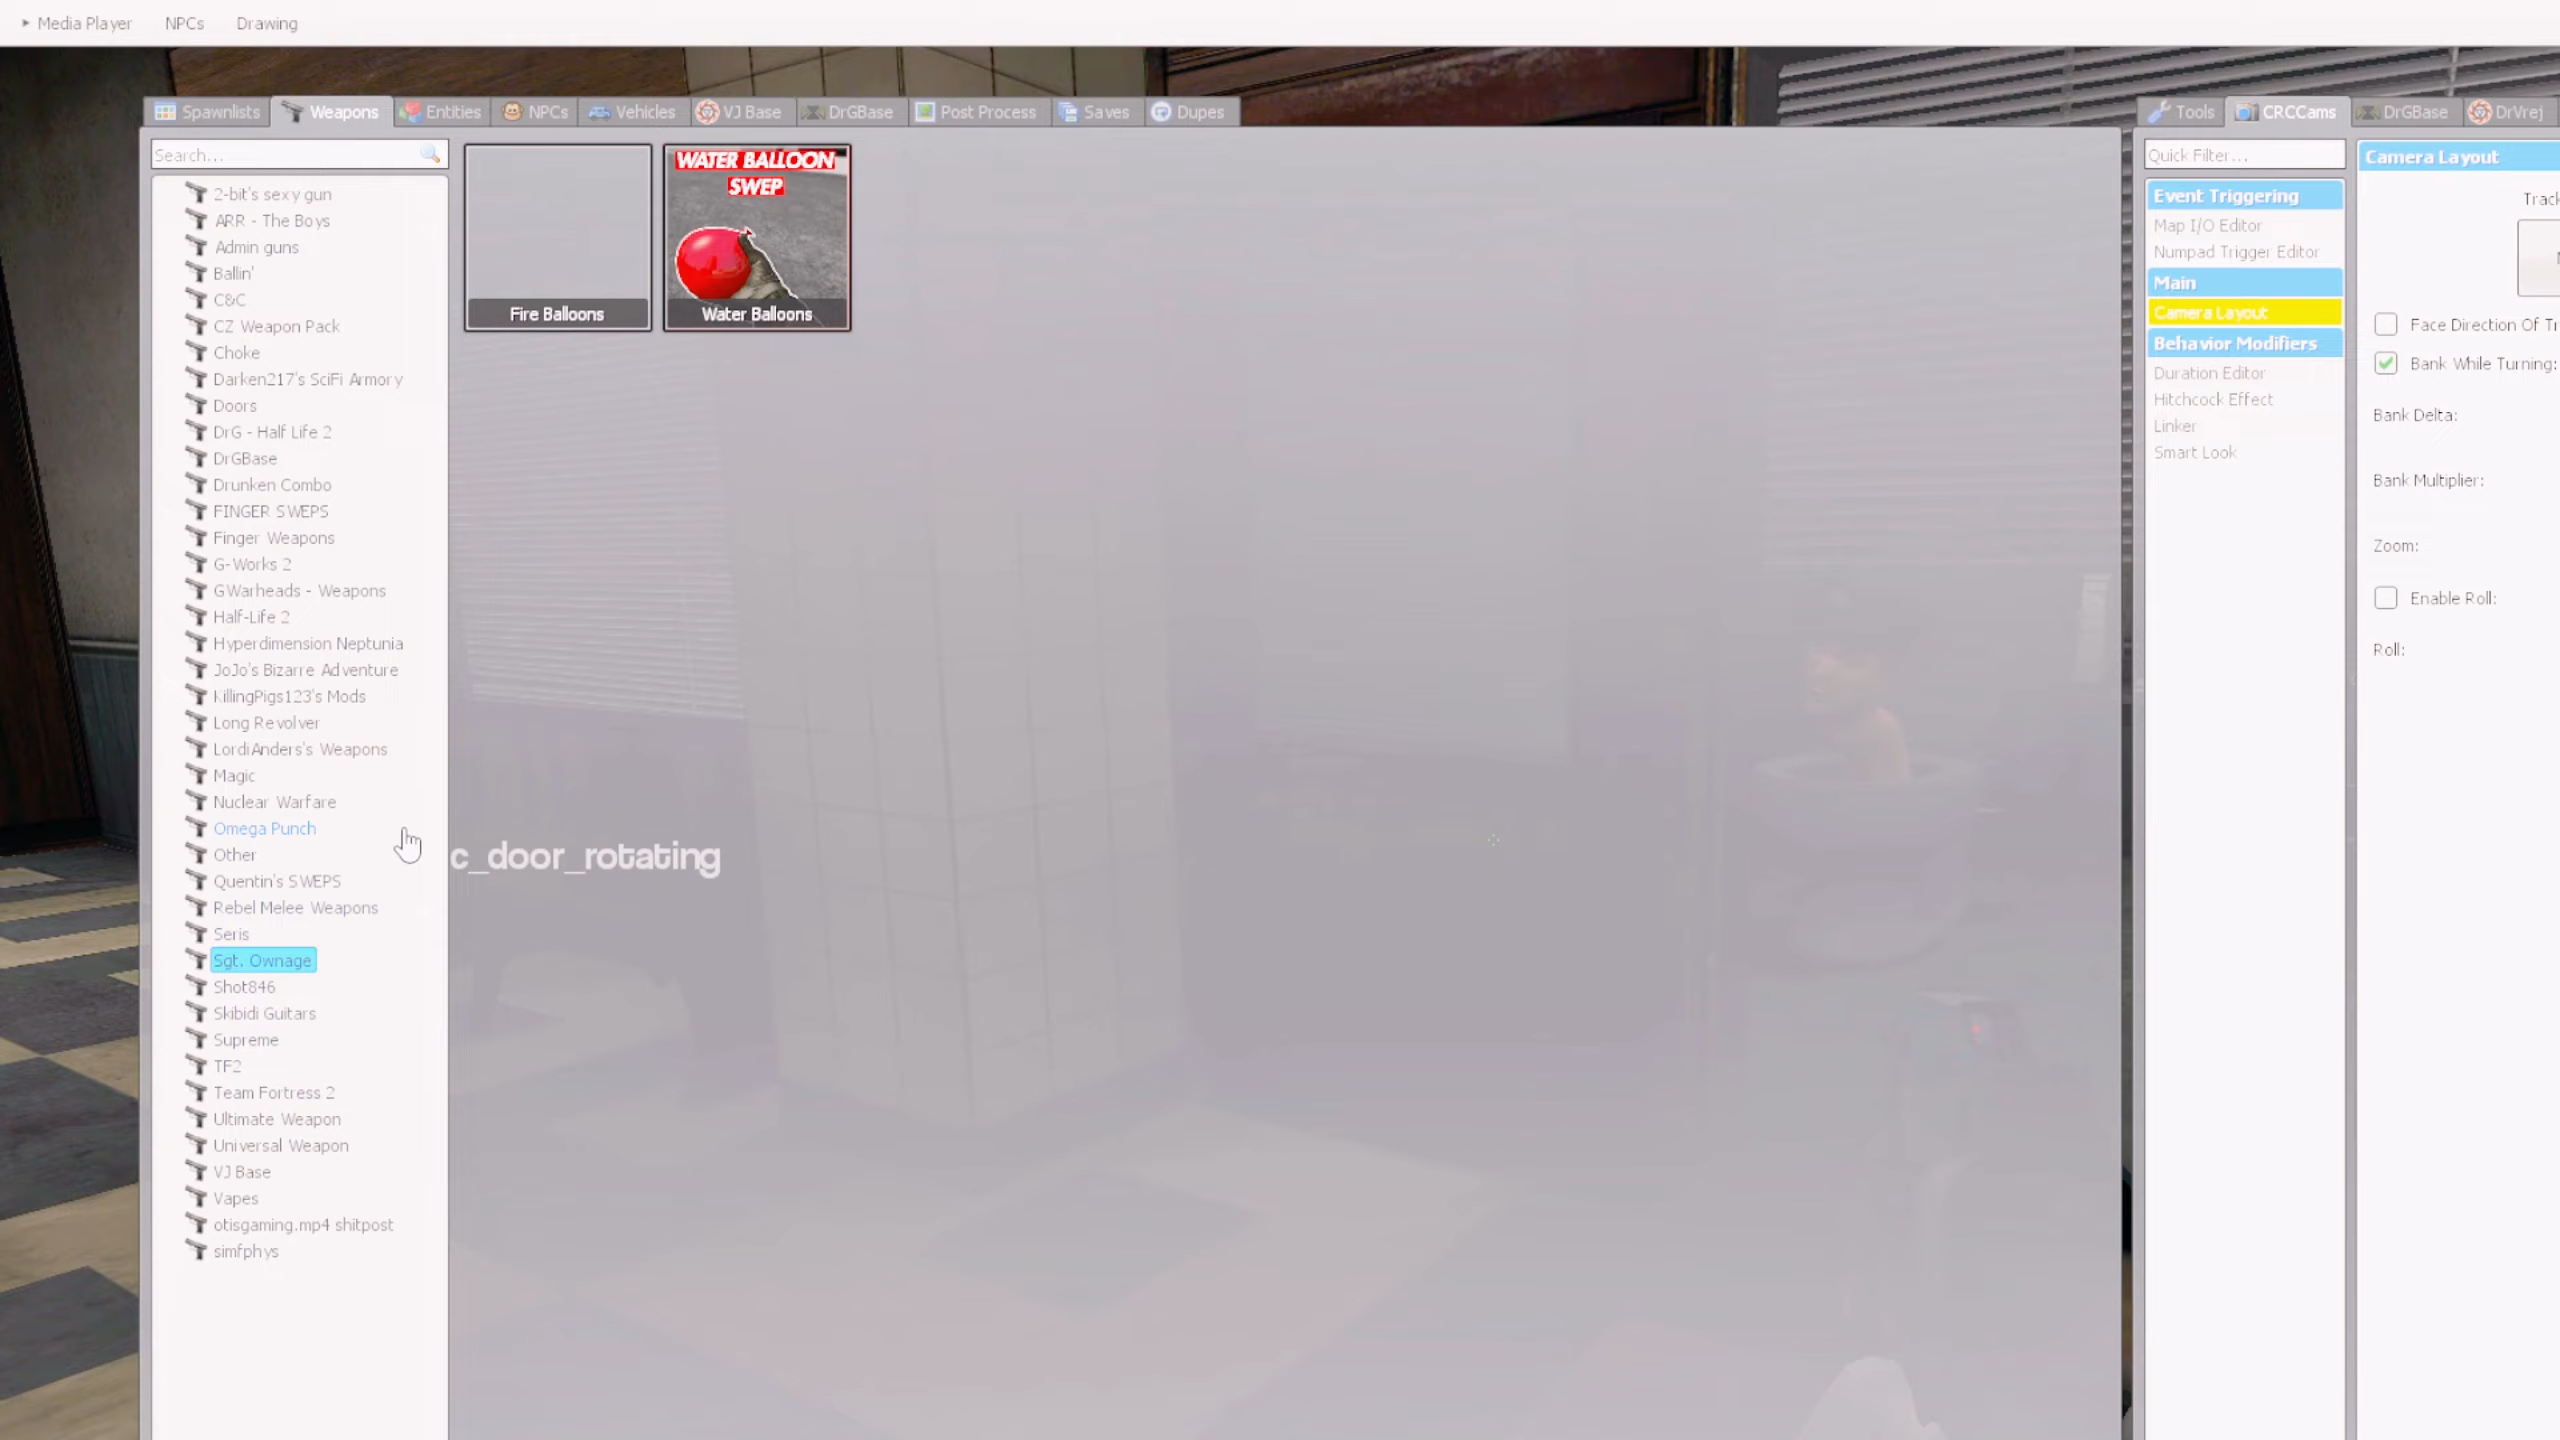 Media Player NPCs Drawing
Spawnlists Weapons Entities NPCs Vehicles VJ Base DrGBase Post Process Saves Dupes
Search...
2-bit's sexy gun
ARR - The Boys
Admin guns
Ballin'
C&C
CZ Weapon Pack
Choke
Darken217's SciFi Armory
Doors
DrG - Half Life 2
DrGBase
Drunken Combo
FINGER SWEPS
Finger Weapons
G-Works 2
GWarheads - Weapons
Half-Life 2
Hyperdimension Neptunia
JoJo's Bizarre Adventure
KillingPigs123's Mods
Long Revolver
LordiAnders's Weapons
Magic
Nuclear Warfare
Omega Punch
Other
Quentin's SWEPS
Rebel Melee Weapons
Seris
Sgt. Ownage
Shot846
Skibidi Guitars
Supreme
TF2
Team Fortress 2
Ultimate Weapon
Universal Weapon
VJ Base
Vapes
otisgaming.mp4 shitpost
simfphys
Fire Balloons
WATER BALLOON
SWEP
Water Balloons
c_door_rotating
Tools CRCCams DrGBase DrVrej
Quick Filter...
Event Triggering
Map I/O Editor
Numpad Trigger Editor
Main
Camera Layout
Behavior Modifiers
Duration Editor
Hitchcock Effect
Linker
Smart Look
Camera Layout
Track
Face Direction Of Tr
Bank While Turning:
Bank Delta:
Bank Multiplier:
Zoom:
Enable Roll:
Roll: